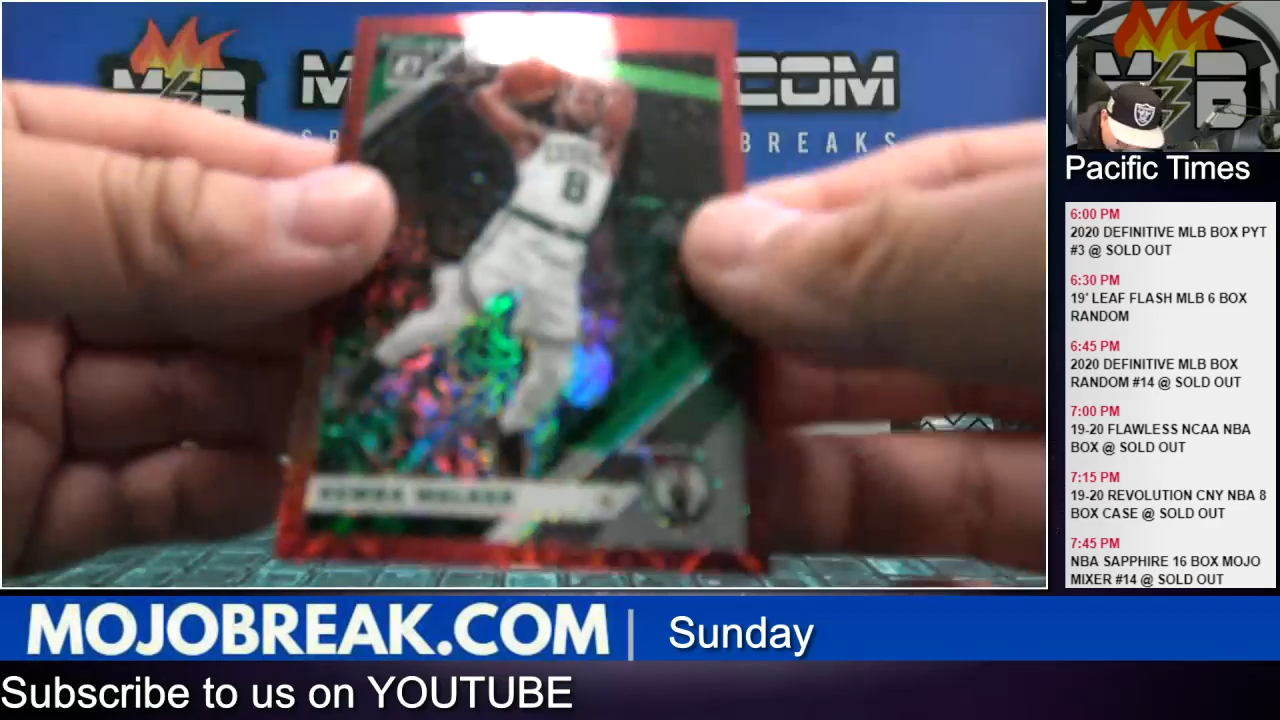 M
.COM
BREAKS
8
KEMBA WALKER
Pacific Times
6:00 PM
2020 DEFINITIVE MLB BOX PYT
#3 @ SOLD OUT
6:30 PM
19' LEAF FLASH MLB 6 BOX
RANDOM
6:45 PM
2020 DEFINITIVE MLB BOX
RANDOM #14 @ SOLD OUT
7:00 PM
19-20 FLAWLESS NCAA NBA
BOX @ SOLD OUT
7:15 PM
19-20 REVOLUTION CNY NBA 8
BOX CASE @ SOLD OUT
7:45 PM
NBA SAPPHIRE 16 BOX MOJO
MIXER #14 @ SOLD OUT
MOJOBREAK.COM | Sunday
Subscribe to us on YOUTUBE